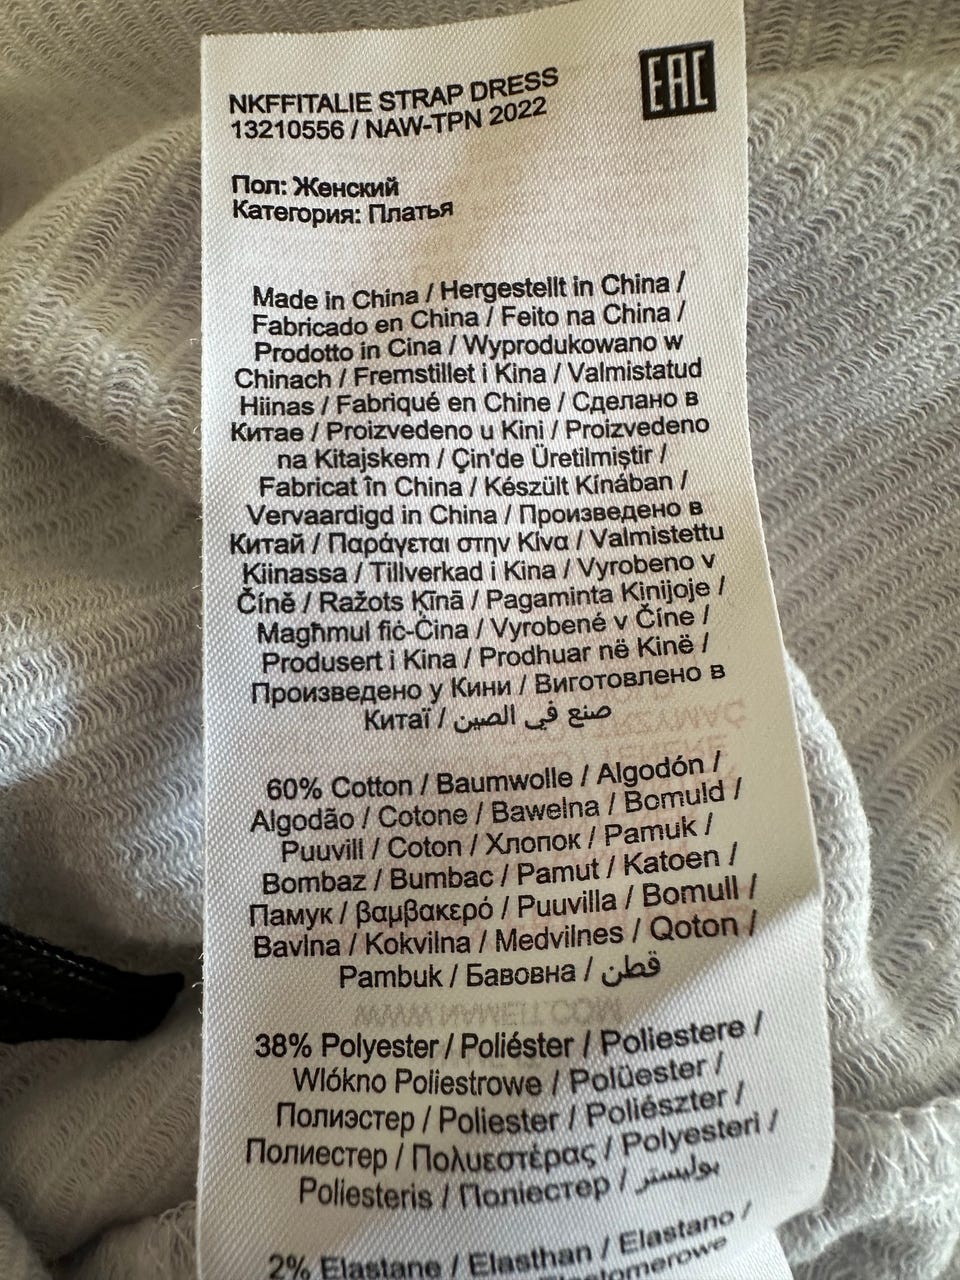 NKFFITALIE STRAP DRESS
EAC
13210556 / NAW-TPN 2022
Пол: Женский
Категория: Платья
Made in China / Hergestellt in China /
Fabricado en China / Feito na China /
Prodotto in Cina / Wyprodukowano w
Chinach / Fremstillet i Kina / Valmistatud
Hiinas / Fabriqué en Chine / Сделано в
Китае / Proizvedeno u Kini / Proizvedeno
na Kitajskem / Çin'de Üretilmiştir /
Fabricat în China / Készült Kínában /
Vervaardigd in China / Произведено в
Китай / Παράγεται στην Κίνα / Valmistettu
Kiinassa / Tillverkad i Kina / Vyrobeno v
Číně / Ražots Ķīnā / Pagaminta Kinijoje /
Magħmul fiċ-Ċina / Vyrobené v Číne /
Produsert i Kina / Prodhuar në Kinë /
Произведено у Кини / Виготовлено в
Китаї / صنع في الصين
60% Cotton / Baumwolle / Algodón /
Algodão / Cotone / Bawełna / Bomuld /
Puuvill / Coton / Хлопок / Pamuk /
Bombaz / Bumbac / Pamut / Katoen /
Памук / βαμβακερό / Puuvilla / Bomull /
Bavlna / Kokvilna / Medvilnes / Qoton /
Pambuk / Бавовна / قطن
38% Polyester / Poliéster / Poliestere /
Włókno Poliestrowe / Polüester /
Полиэстер / Poliester / Poliészter /
Полиестер / Πολυεστέρας / Polyesteri /
Poliesteris / Поліестер / بوليستر
2% Elastane / Elasthan / Elastano /